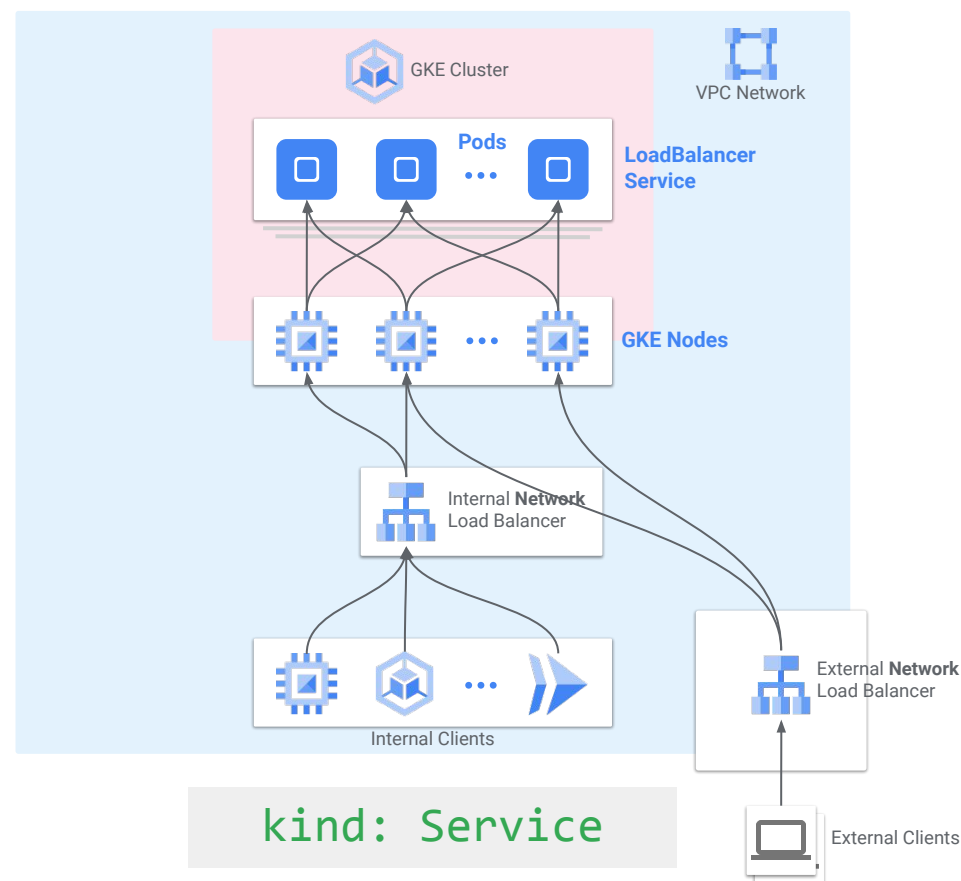 GKE Cluster
VPC Network
Pods
LoadBalancer
Service
GKE Nodes
Internal Network
Load Balancer
External Network
Load Balancer
Internal Clients
kind: Service
External Clients